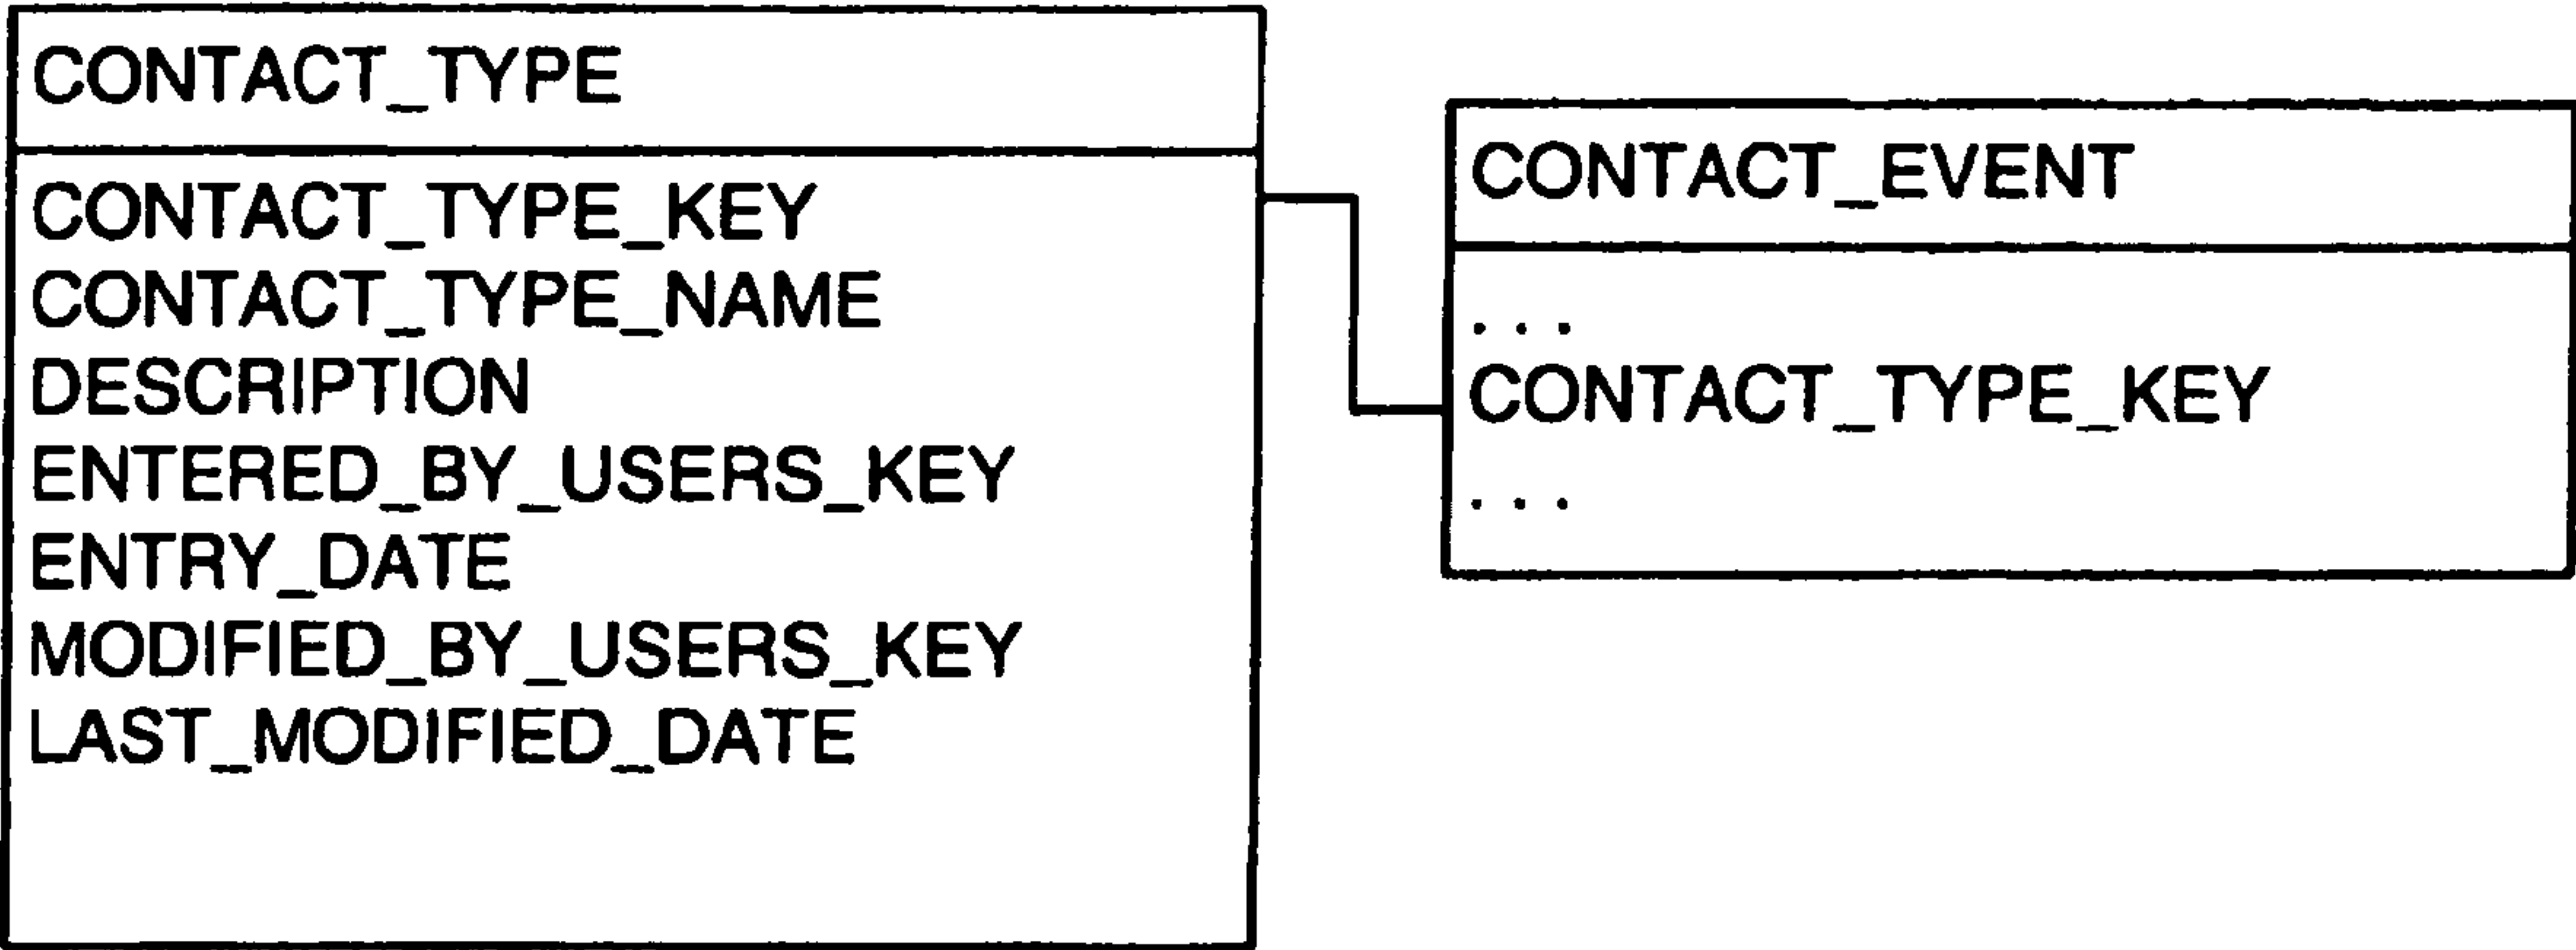 CONTACT_TYPE
CONTACT_TYPE_KEY
CONTACT_TYPE_NAME
DESCRIPTION
ENTERED_BY_USERS_KEY
ENTRY_DATE
MODIFIED_BY_USERS_KEY
LAST_MODIFIED_DATE
CONTACT_EVENT
. . .
CONTACT_TYPE_KEY
. . .